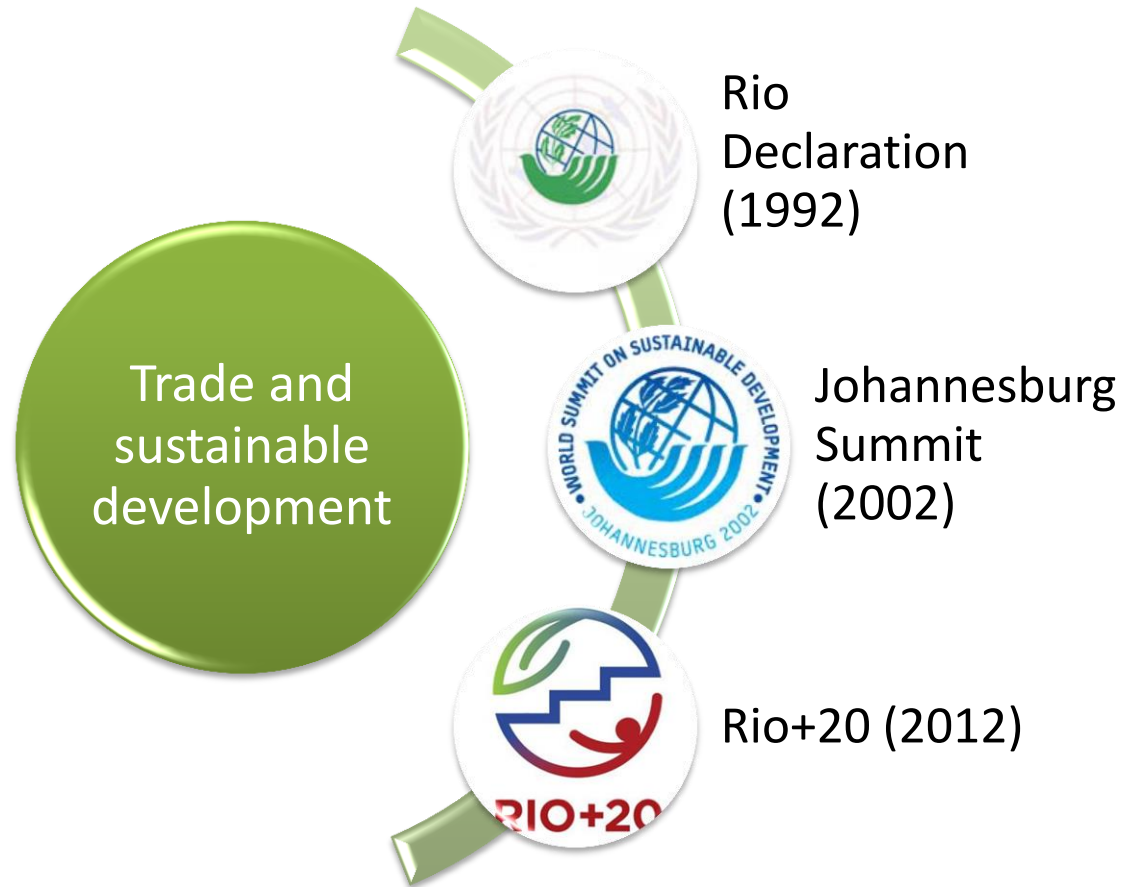 Rio
Declaration
(1992)
Trade and
sustainable
development
• WORLD SUMMIT ON SUSTAINABLE DEVELOPMENT •
JOHANNESBURG 2002
Johannesburg
Summit
(2002)
Rio+20 (2012)
RIO+20